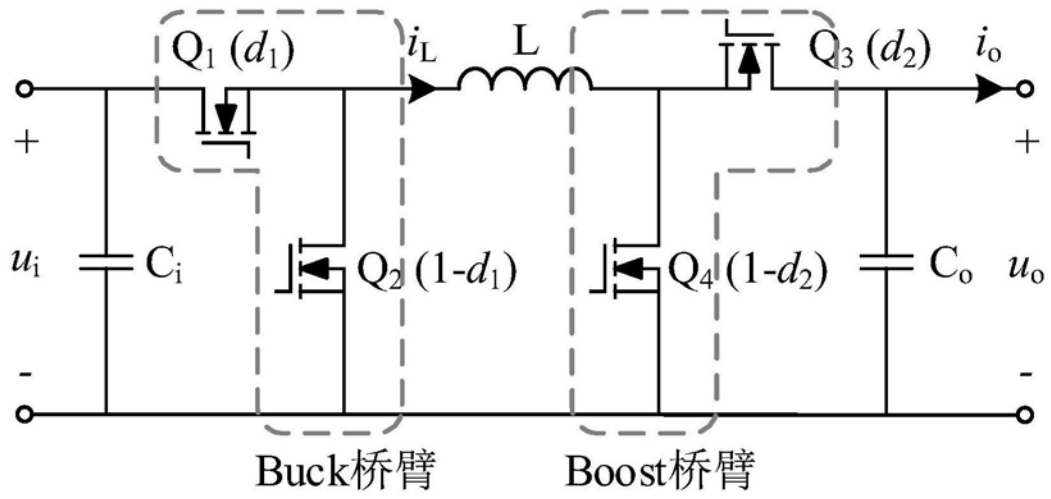 Q1 (d1)
iL
L
Q3 (d2)
io
+
+
ui
Ci
Q2 (1-d1)
Q4 (1-d2)
Co
uo
-
-
Buck桥臂
Boost桥臂